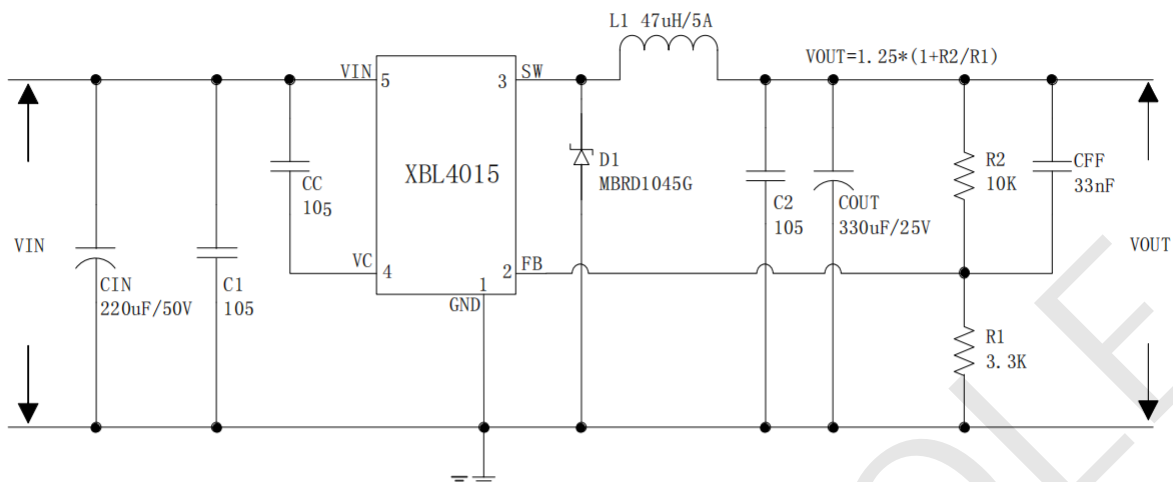 L1 47uH/5A
VOUT=1.25*(1+R2/R1)
VIN
SW
5
3
XBL4015
CC
105
D1
MBRD1045G
R2
10K
CFF
33nF
C2
105
COUT
330uF/25V
VIN
VOUT
VC
FB
4
2
1
GND
CIN
220uF/50V
C1
105
R1
3.3K